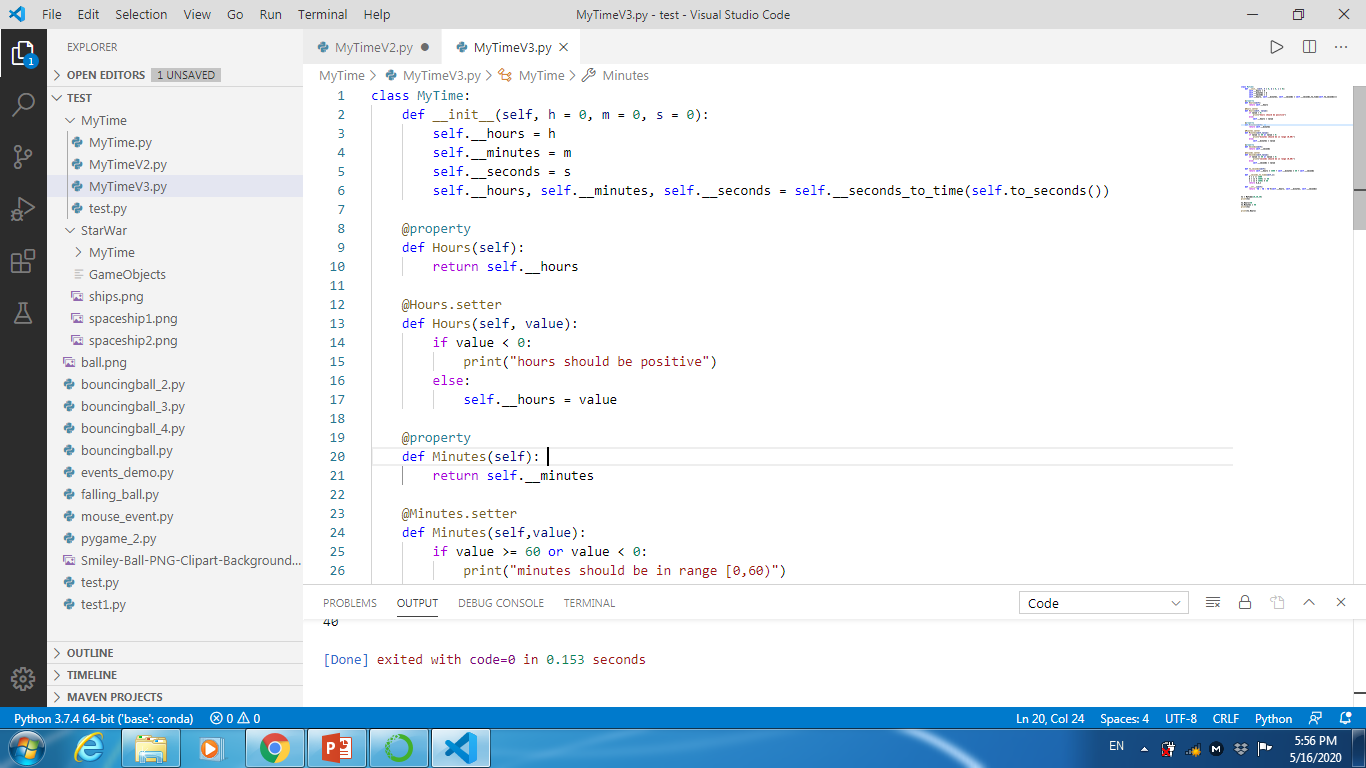 File Edit Selection View Go Run Terminal Help MyTimeV3.py - test - Visual Studio Code
EXPLORER
OPEN EDITORS 1 UNSAVED
TEST
MyTime
MyTime.py
MyTimeV2.py
MyTimeV3.py
test.py
StarWar
MyTime
GameObjects
ships.png
spaceship1.png
spaceship2.png
ball.png
bouncingball_2.py
bouncingball_3.py
bouncingball_4.py
bouncingball.py
events_demo.py
falling_ball.py
mouse_event.py
pygame_2.py
Smiley-Ball-PNG-Clipart-Background...
test.py
test1.py
OUTLINE
TIMELINE
MAVEN PROJECTS
1
MyTimeV2.py MyTimeV3.py
MyTime > MyTimeV3.py > MyTime > Minutes
1 class MyTime:
2 def __init__(self, h = 0, m = 0, s = 0):
3 self.__hours = h
4 self.__minutes = m
5 self.__seconds = s
6 self.__hours, self.__minutes, self.__seconds = self.__seconds_to_time(self.to_seconds())
7
8 @property
9 def Hours(self):
10 return self.__hours
11
12 @Hours.setter
13 def Hours(self, value):
14 if value < 0:
15 print("hours should be positive")
16 else:
17 self.__hours = value
18
19 @property
20 def Minutes(self):
21 return self.__minutes
22
23 @Minutes.setter
24 def Minutes(self,value):
25 if value >= 60 or value < 0:
26 print("minutes should be in range [0,60)")
PROBLEMS OUTPUT DEBUG CONSOLE TERMINAL Code
40
[Done] exited with code=0 in 0.153 seconds
Python 3.7.4 64-bit ('base': conda) 0 0 Ln 20, Col 24 Spaces: 4 UTF-8 CRLF Python
EN 5:56 PM
5/16/2020